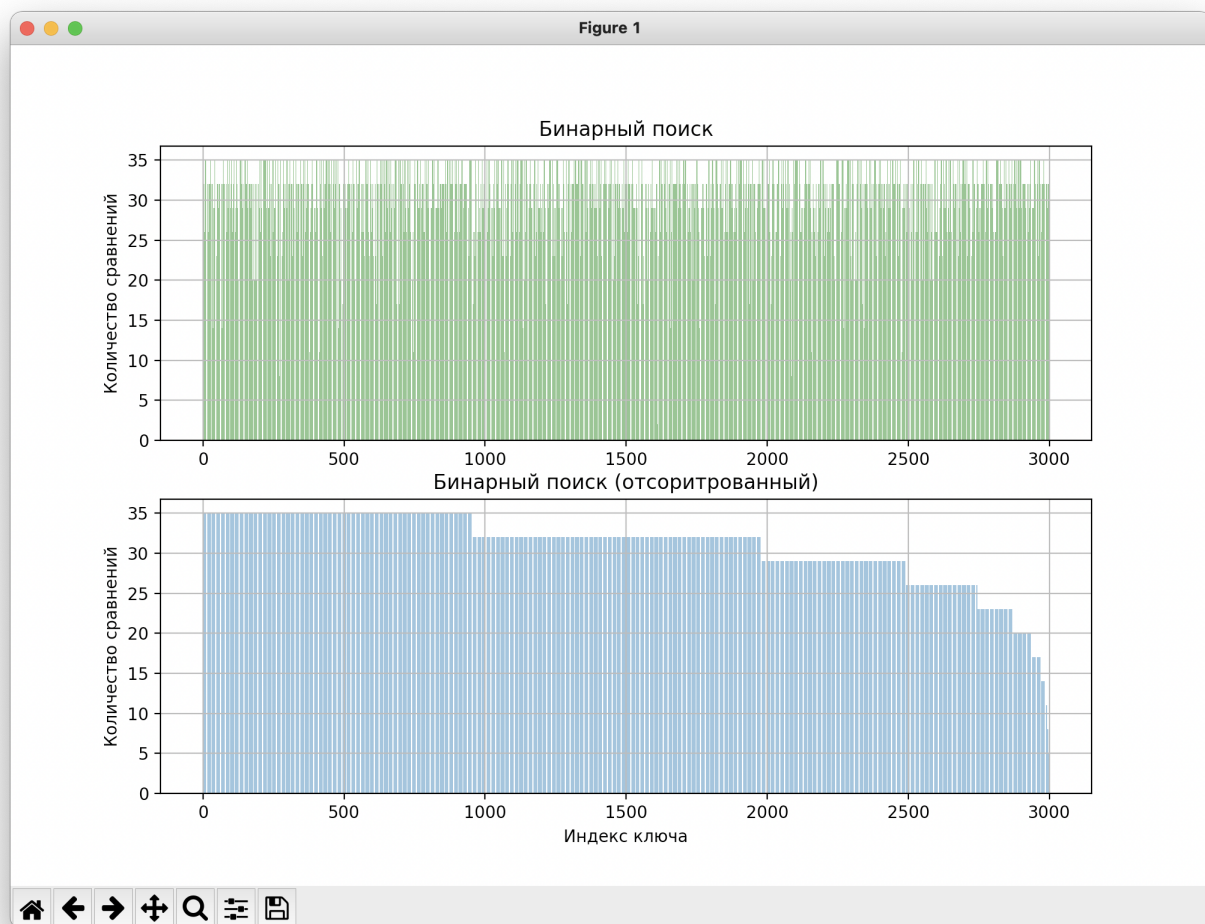 Figure 1
Бинарный поиск
Количество сравнений
35
30
25
20
15
10
5
0
0 500 1000 1500 2000 2500 3000
Бинарный поиск (отсоритрованный)
Количество сравнений
35
30
25
20
15
10
5
0
0 500 1000 1500 2000 2500 3000
Индекс ключа